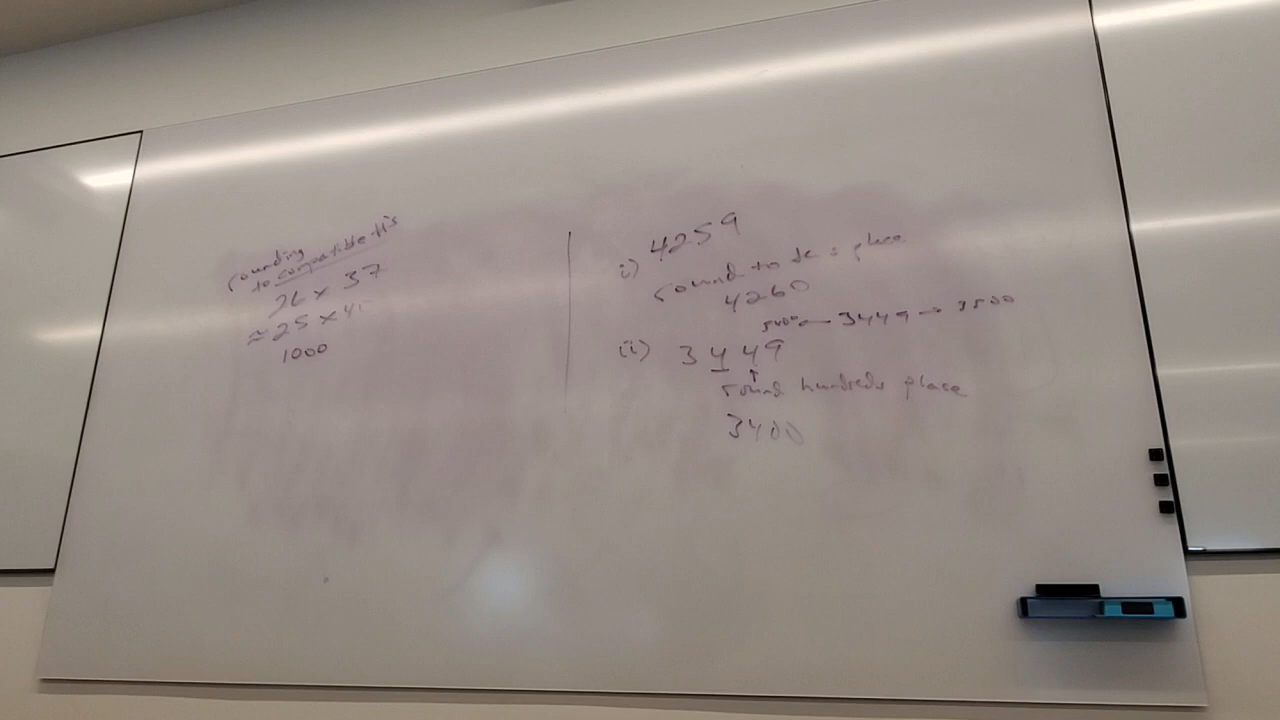 rounding
to compatible #'s
26 x 37
≈ 25 x 40
1000
i) 4259
round to 10s place
4260
3400 ← 3449 → 3500
ii) 3449
↑
round hundreds place
3400